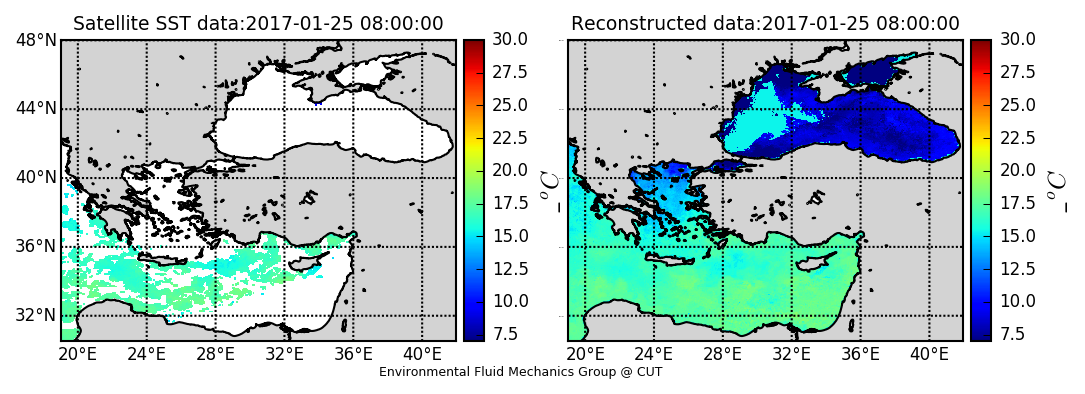 Satellite SST data:2017-01-25 08:00:00
48°N
44°N
40°N
36°N
32°N
20°E 24°E 28°E 32°E 36°E 40°E
30.0
27.5
25.0
22.5
20.0
17.5
15.0
12.5
10.0
7.5
_ °C
Reconstructed data:2017-01-25 08:00:00
20°E 24°E 28°E 32°E 36°E 40°E
30.0
27.5
25.0
22.5
20.0
17.5
15.0
12.5
10.0
7.5
_ °C
Environmental Fluid Mechanics Group @ CUT